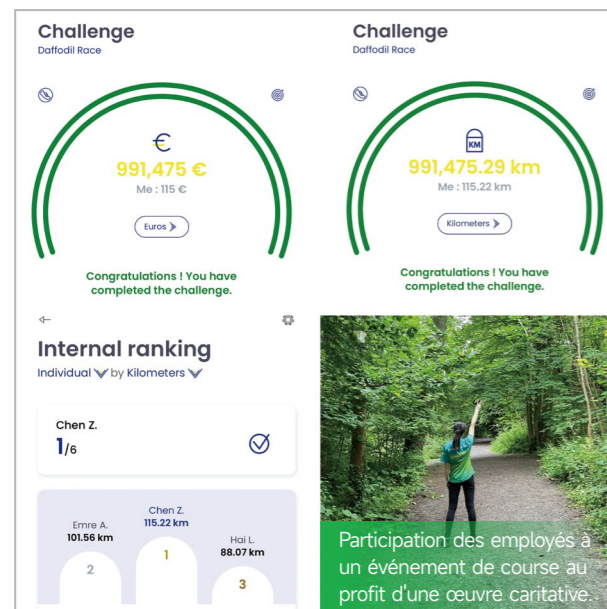 Challenge
Daffodil Race
991,475 €
Me : 115 €
Euros
Congratulations ! You have
completed the challenge.
Challenge
Daffodil Race
KM
991,475.29 km
Me : 115.22 km
Kilometers
Congratulations ! You have
completed the challenge.
Internal ranking
Individual by Kilometers
Chen Z.
1/6
Emre A.
101.56 km
2
Chen Z.
115.22 km
1
Hai L.
88.07 km
3
Participation des employés à
un événement de course au
profit d'une œuvre caritative.